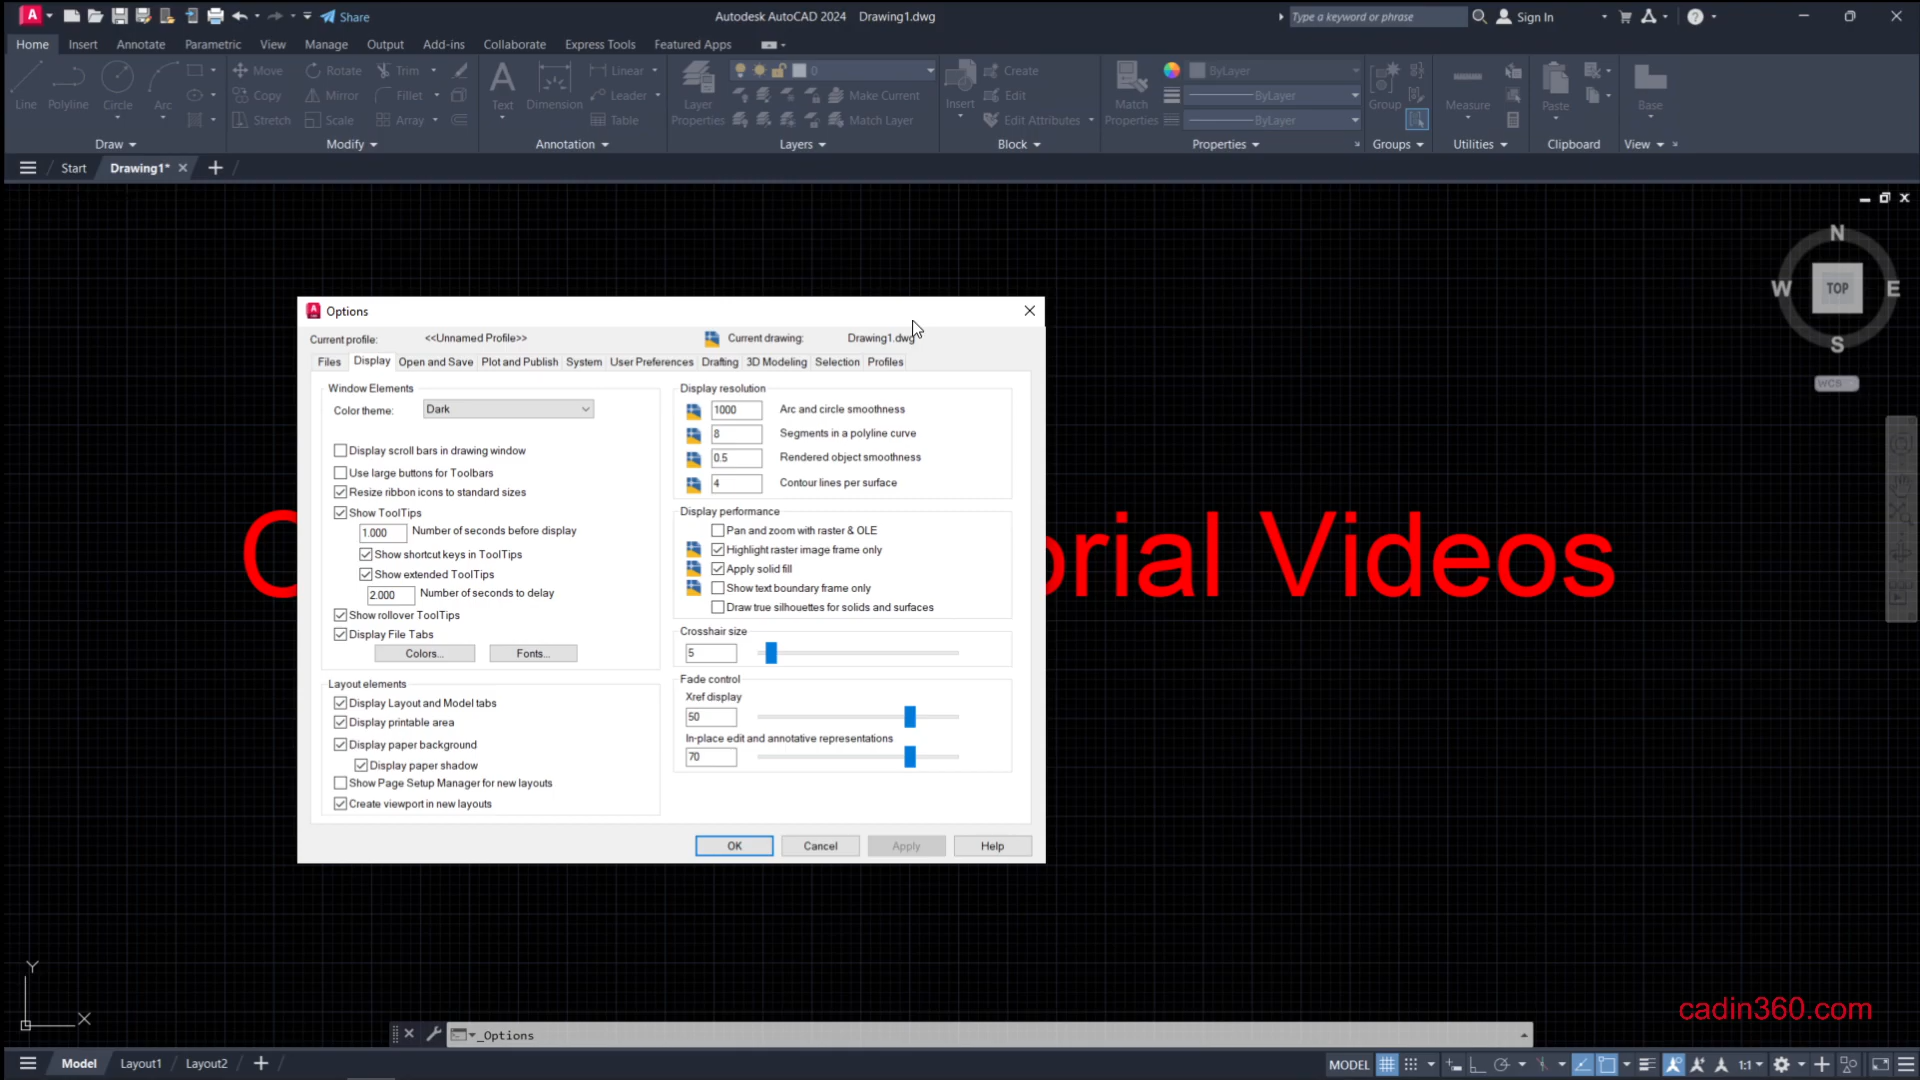 Share
Autodesk AutoCAD 2024 Drawing1.dwg
Type a keyword or phrase
Sign In
Home Insert Annotate Parametric View Manage Output Add-ins Collaborate Express Tools Featured Apps
Line
Polyline
Circle
Arc
Draw
Move
Rotate
Trim
Copy
Mirror
Fillet
Stretch
Scale
Array
Modify
Text
Dimension
Linear
Leader
Table
Annotation
Layer
Properties
0
Make Current
Match Layer
Layers
Insert
Create
Edit
Edit Attributes
Block
Match
Properties
ByLayer
ByLayer
ByLayer
Properties
Group
Groups
Measure
Utilities
Paste
Clipboard
Base
View
Start
Drawing1*
N
W
TOP
E
S
WCS
Options
Current profile: <<Unnamed Profile>>
Current drawing: Drawing1.dwg
Files Display Open and Save Plot and Publish System User Preferences Drafting 3D Modeling Selection Profiles
Window Elements
Color theme: Dark
Display scroll bars in drawing window
Use large buttons for Toolbars
Resize ribbon icons to standard sizes
Show ToolTips
1.000 Number of seconds before display
Show shortcut keys in ToolTips
Show extended ToolTips
2.000 Number of seconds to delay
Show rollover ToolTips
Display File Tabs
Colors... Fonts...
Layout elements
Display Layout and Model tabs
Display printable area
Display paper background
Display paper shadow
Show Page Setup Manager for new layouts
Create viewport in new layouts
Display resolution
1000 Arc and circle smoothness
8 Segments in a polyline curve
0.5 Rendered object smoothness
4 Contour lines per surface
Display performance
Pan and zoom with raster & OLE
Highlight raster image frame only
Apply solid fill
Show text boundary frame only
Draw true silhouettes for solids and surfaces
Crosshair size
5
Fade control
Xref display
50
In-place edit and annotative representations
70
OK Cancel Apply Help
orial Videos
Y
X
cadin360.com
_Options
Model Layout1 Layout2
MODEL
1:1